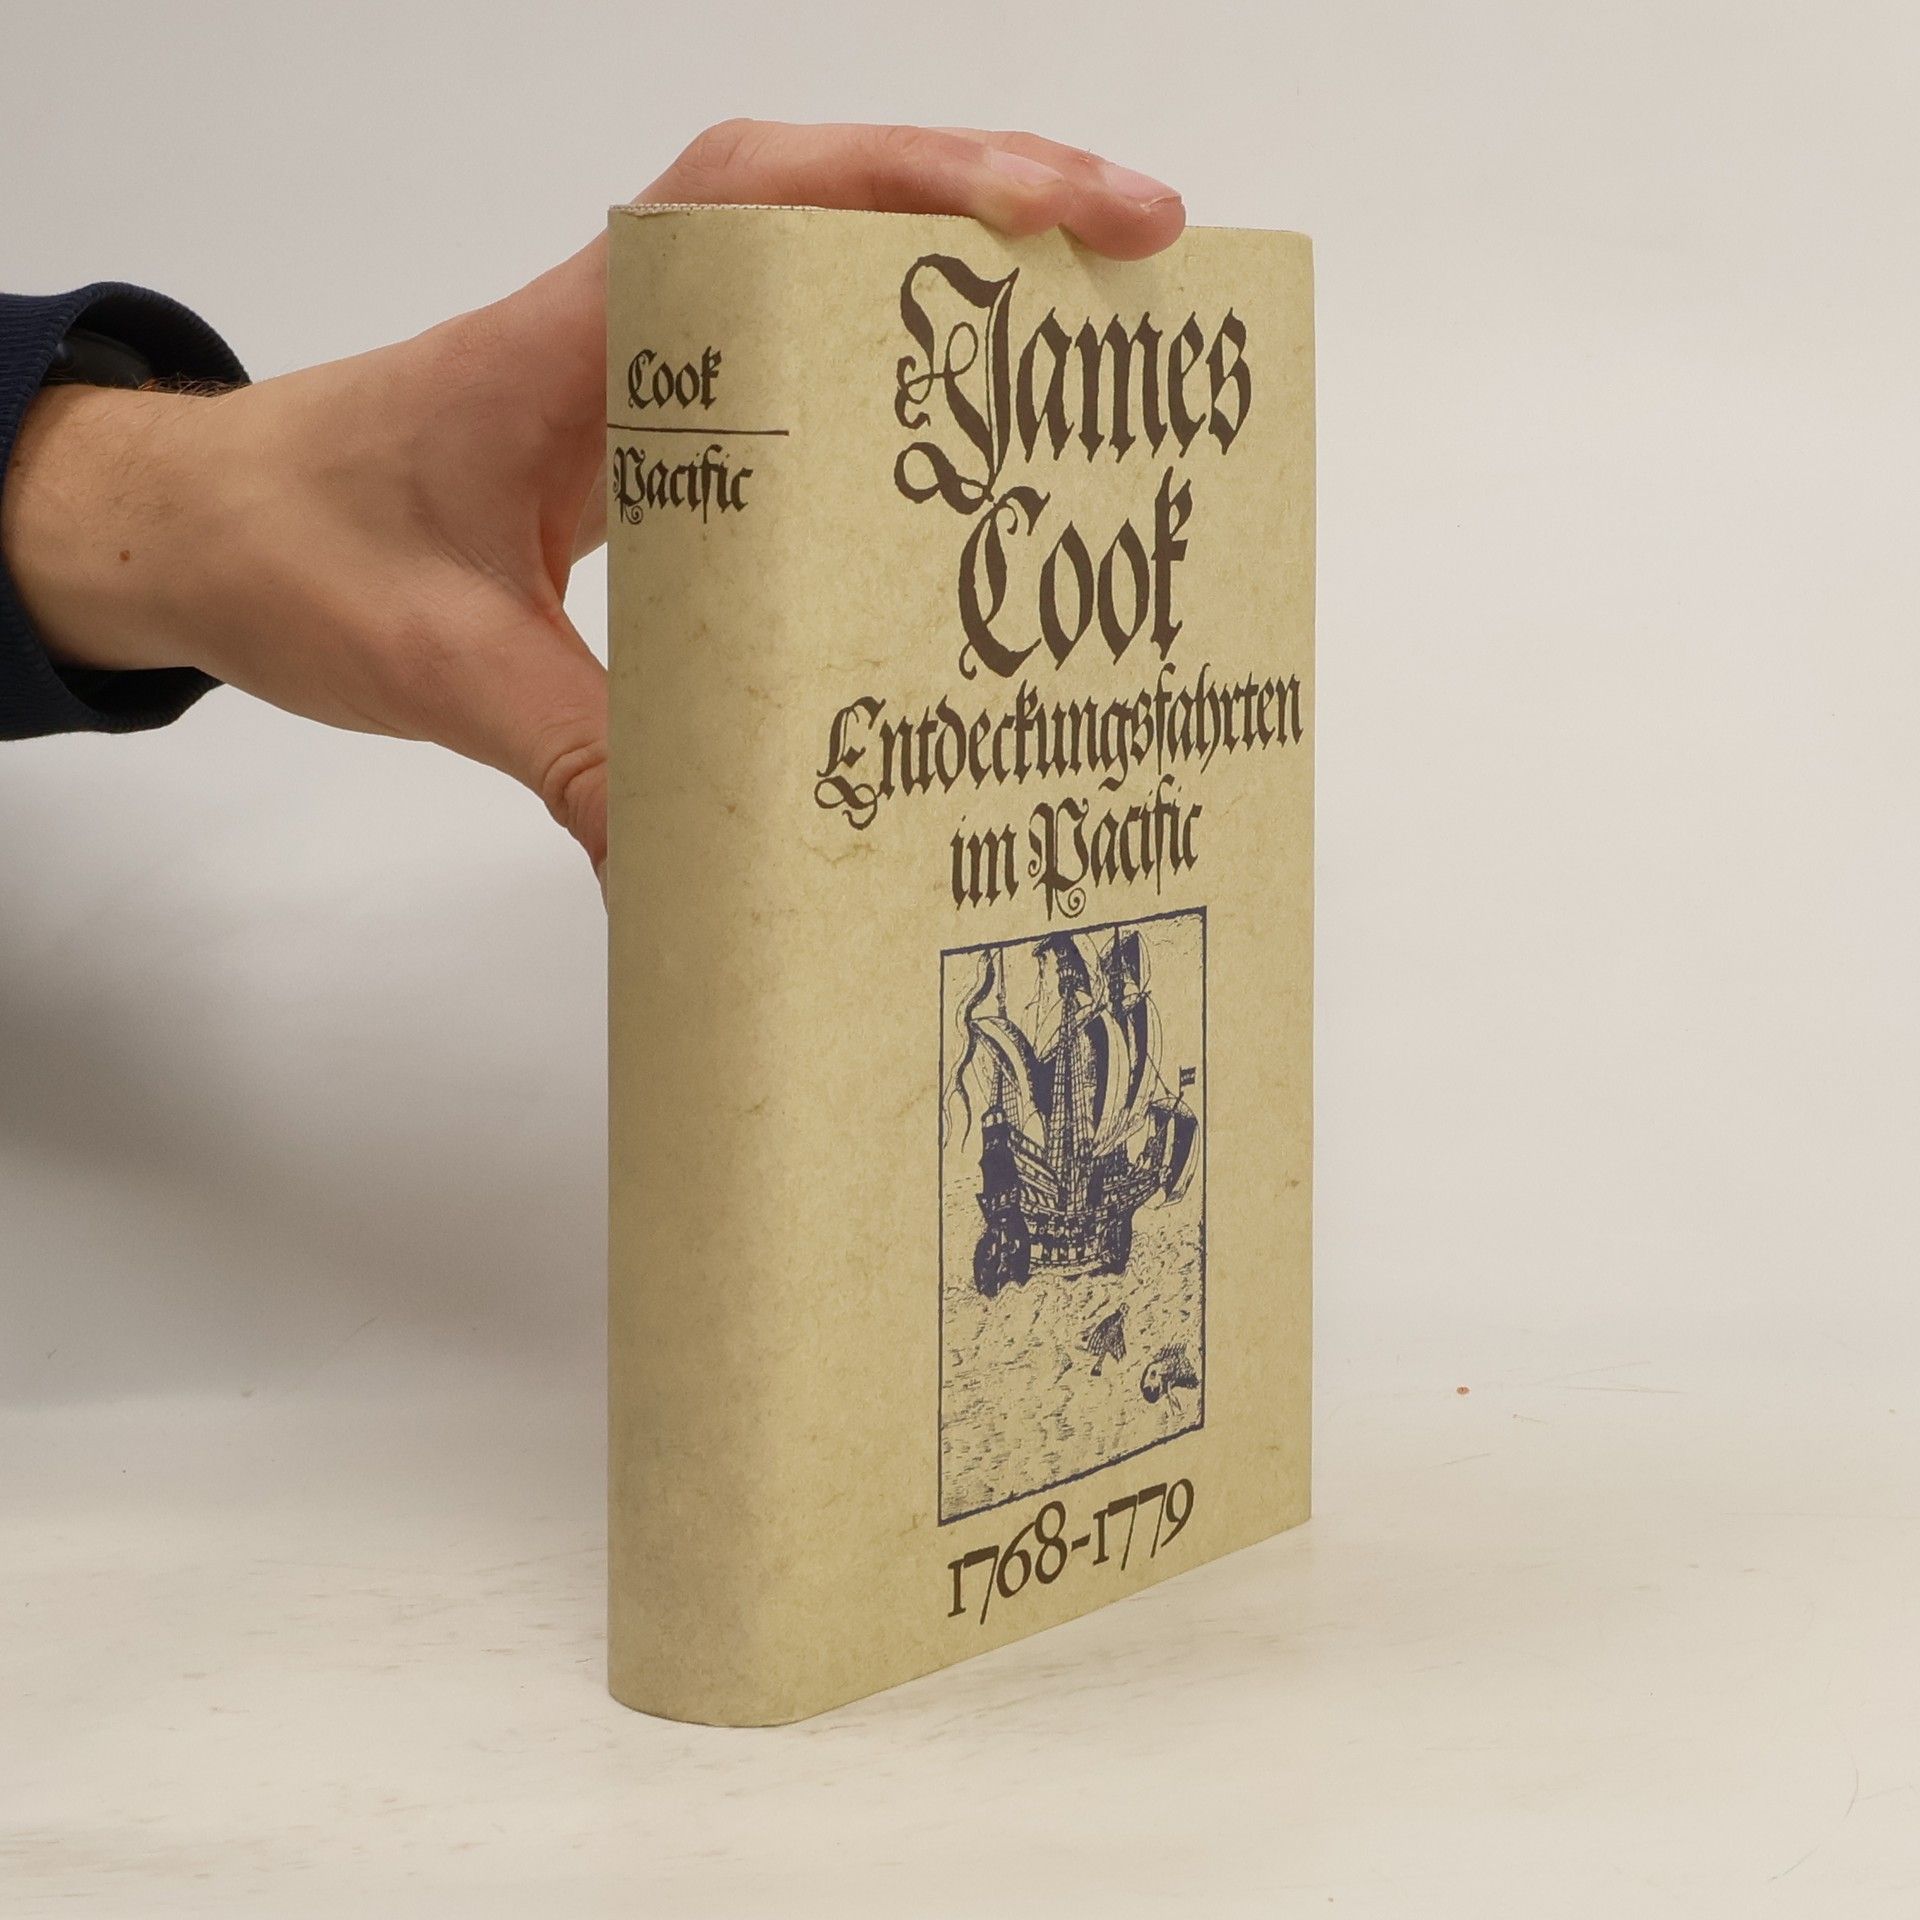 Cook
Pacific
James
Cook
Entdeckungsfahrten
im Pacific
1768-1779